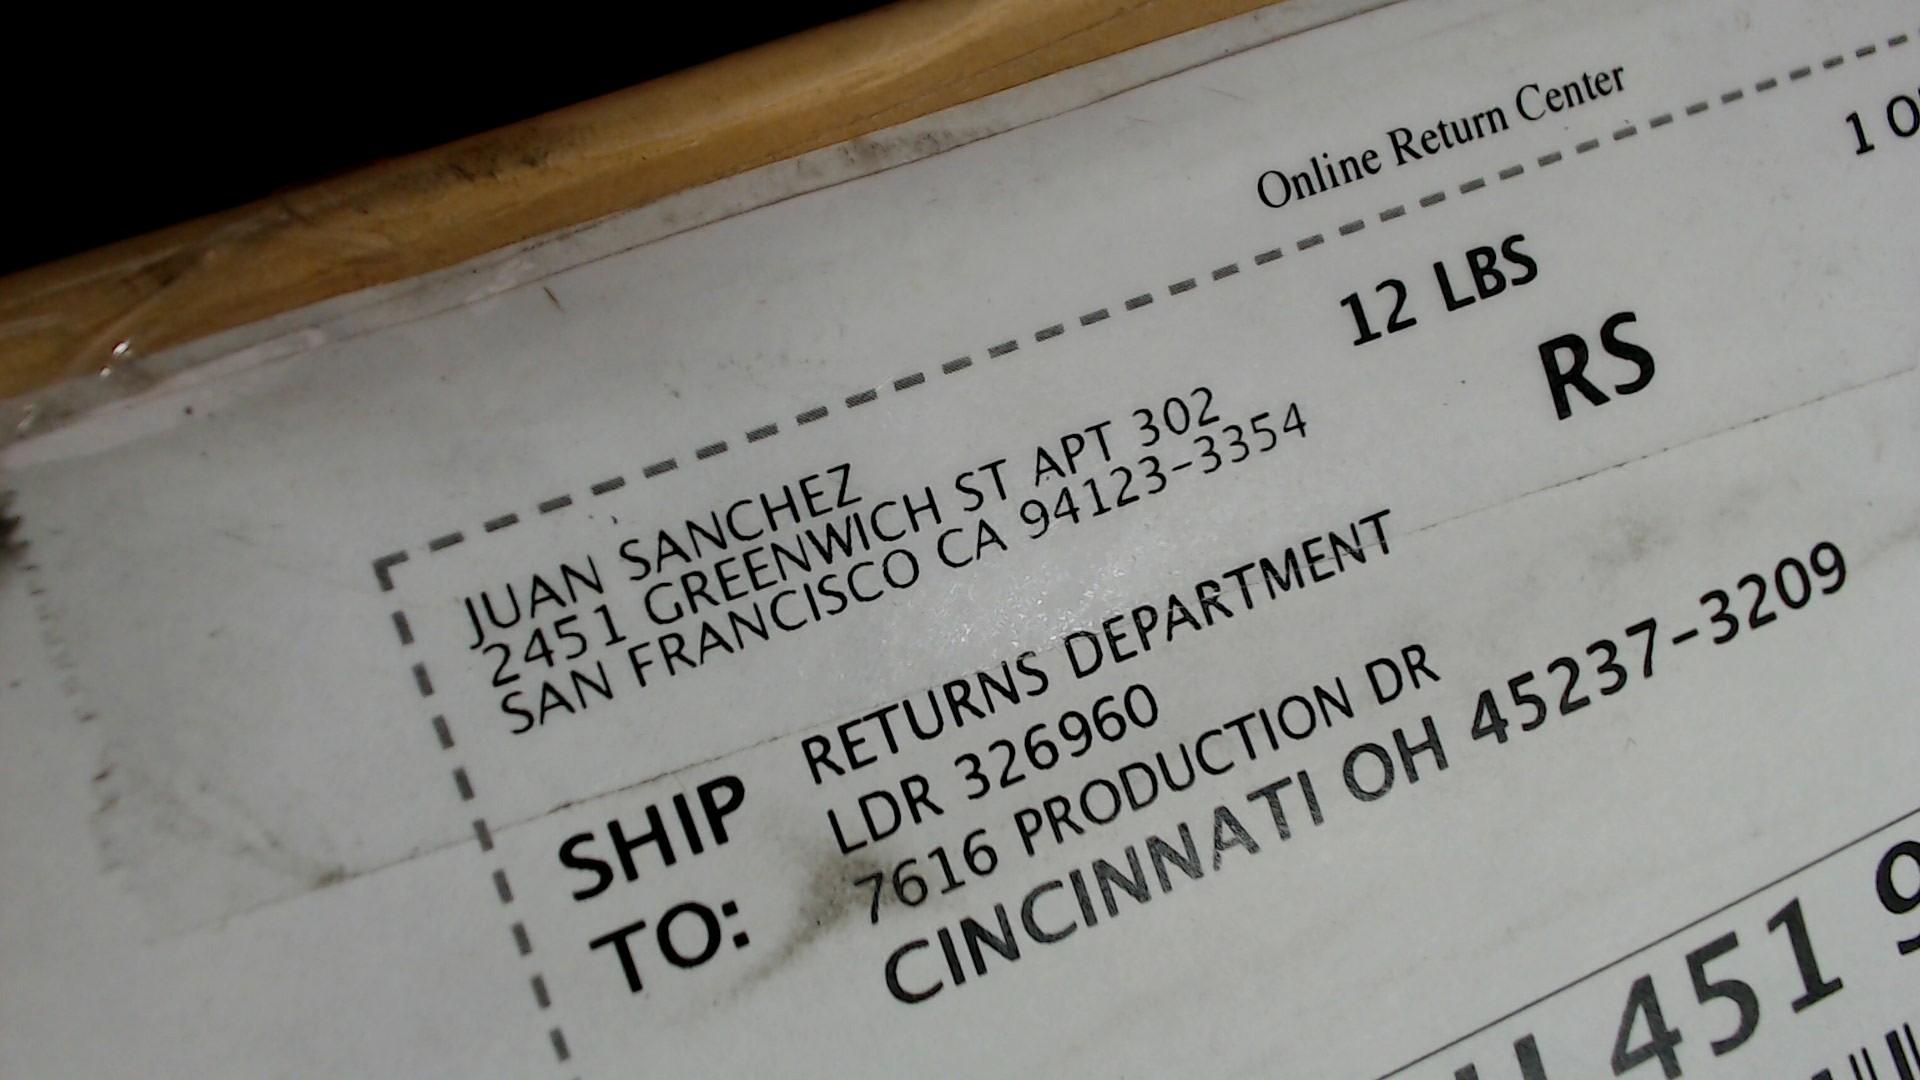 Online Return Center
12 LBS
1 O
RS
JUAN SANCHEZ
2451 GREENWICH ST APT 302
SAN FRANCISCO CA 94123-3354
SHIP
TO:
RETURNS DEPARTMENT
LDR 326960
7616 PRODUCTION DR
CINCINNATI OH 45237-3209
451 9